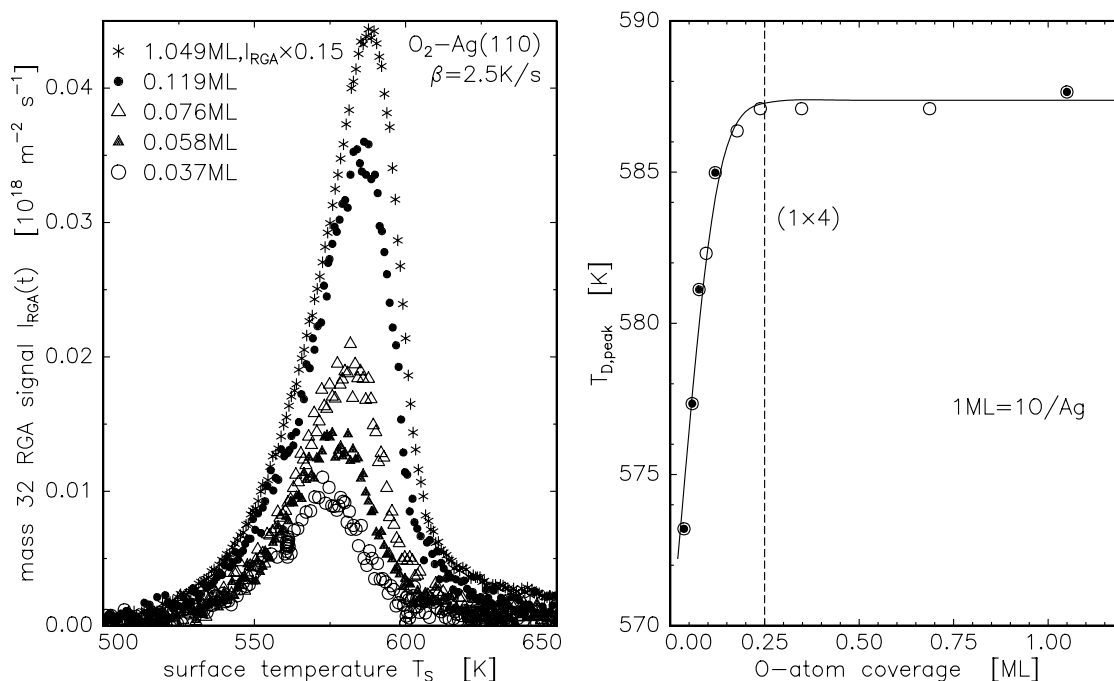 O₂−Ag(110)
β=2.5K/s
1.049ML,I_RGA×0.15
0.119ML
0.076ML
0.058ML
0.037ML
mass 32 RGA signal I_RGA(t) [10¹⁸ m⁻² s⁻¹]
0.04
0.03
0.02
0.01
0.00
500
550
600
650
surface temperature T_S [K]
590
585
580
575
570
T_D,peak [K]
(1×4)
1ML=1O/Ag
0.00
0.25
0.50
0.75
1.00
O−atom coverage [ML]